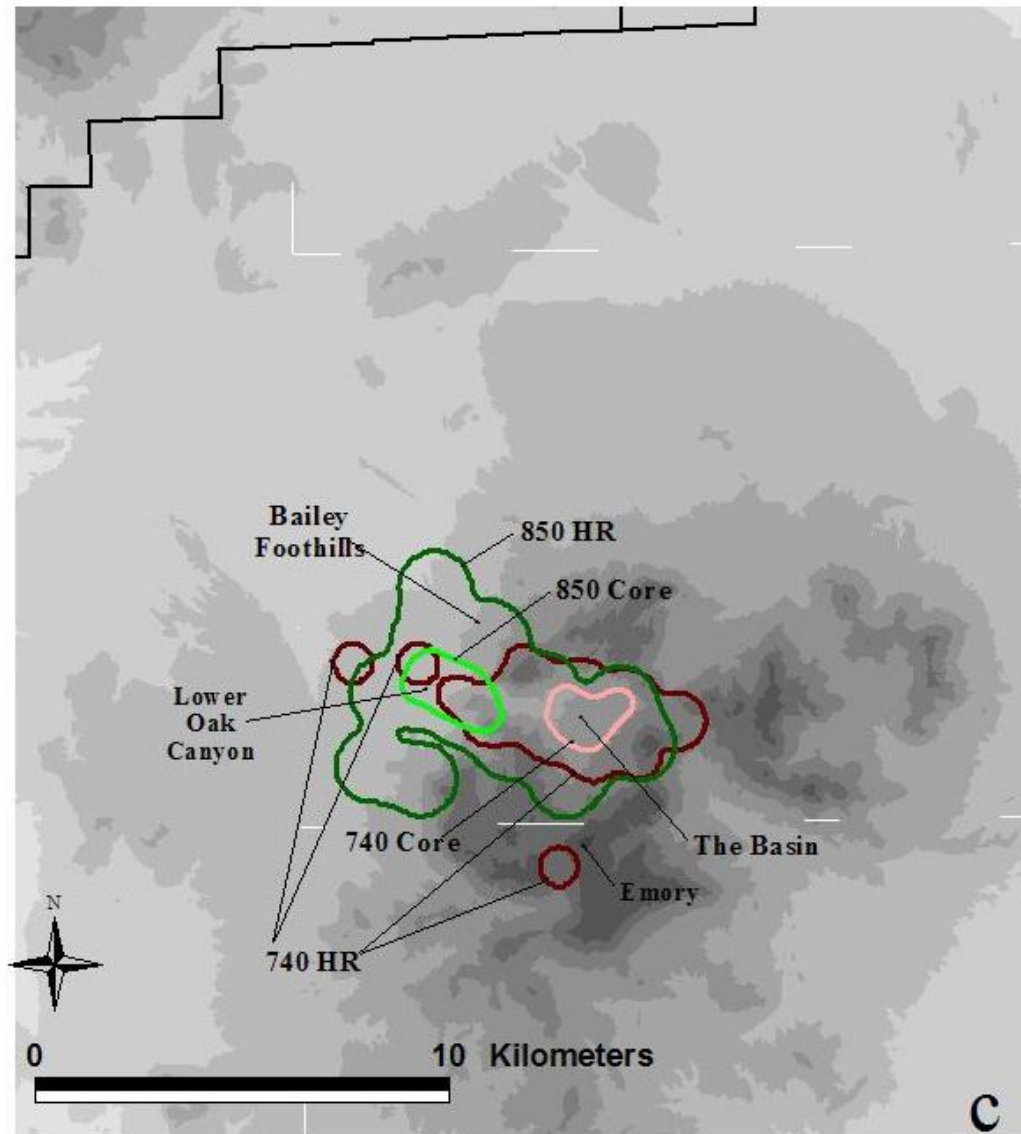 Bailey
Foothills
850 HR
850 Core
Lower
Oak
Canyon
740 Core
The Basin
Emory
740 HR
N
0
10 Kilometers
C